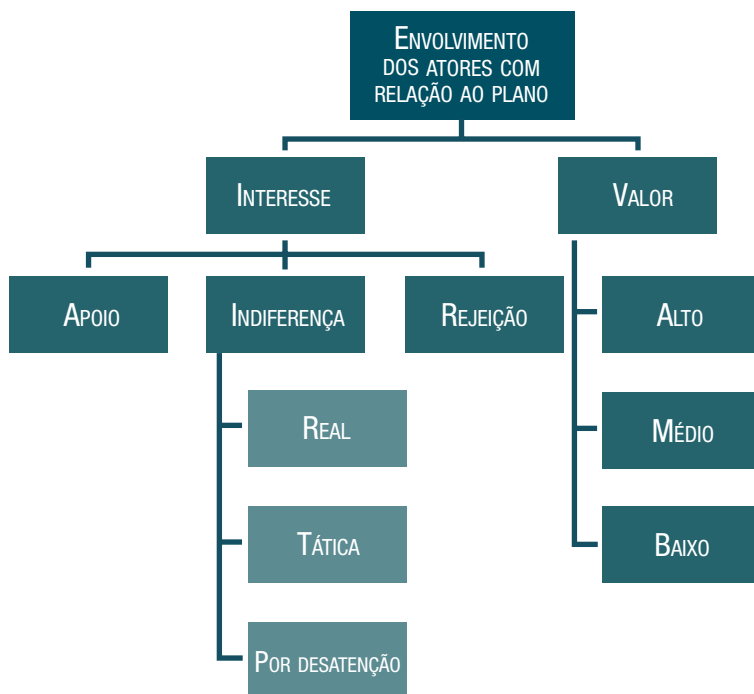 Envolvimento
dos atores com
relação ao plano
Interesse
Valor
Apoio
Indiferença
Rejeição
Alto
Real
Médio
Tática
Baixo
Por desatenção